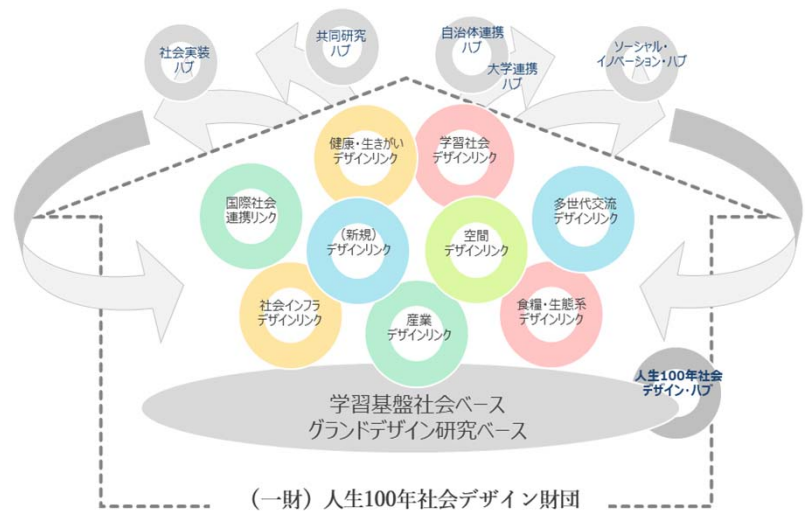 社会実装
ハブ
共同研究
ハブ
自治体連携
ハブ
大学連携
ハブ
ソーシャル・
イノベーション・ハブ
健康・生きがい
デザインリンク
学習社会
デザインリンク
国際社会
連携リンク
（新規）
デザインリンク
空間
デザインリンク
多世代交流
デザインリンク
社会インフラ
デザインリンク
産業
デザインリンク
食糧・生態系
デザインリンク
人生100年社会
デザイン・ハブ
学習基盤社会ベース
グランドデザイン研究ベース
（一財）人生100年社会デザイン財団